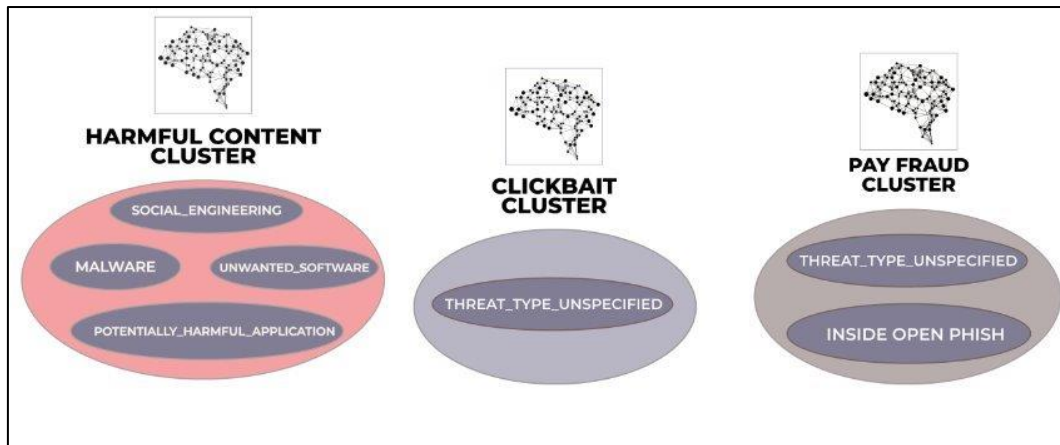 HARMFUL CONTENT
CLUSTER
SOCIAL_ENGINEERING
MALWARE
UNWANTED_SOFTWARE
POTENTIALLY_HARMFUL_APPLICATION
CLICKBAIT
CLUSTER
THREAT_TYPE_UNSPECIFIED
PAY FRAUD
CLUSTER
THREAT_TYPE_UNSPECIFIED
INSIDE OPEN PHISH